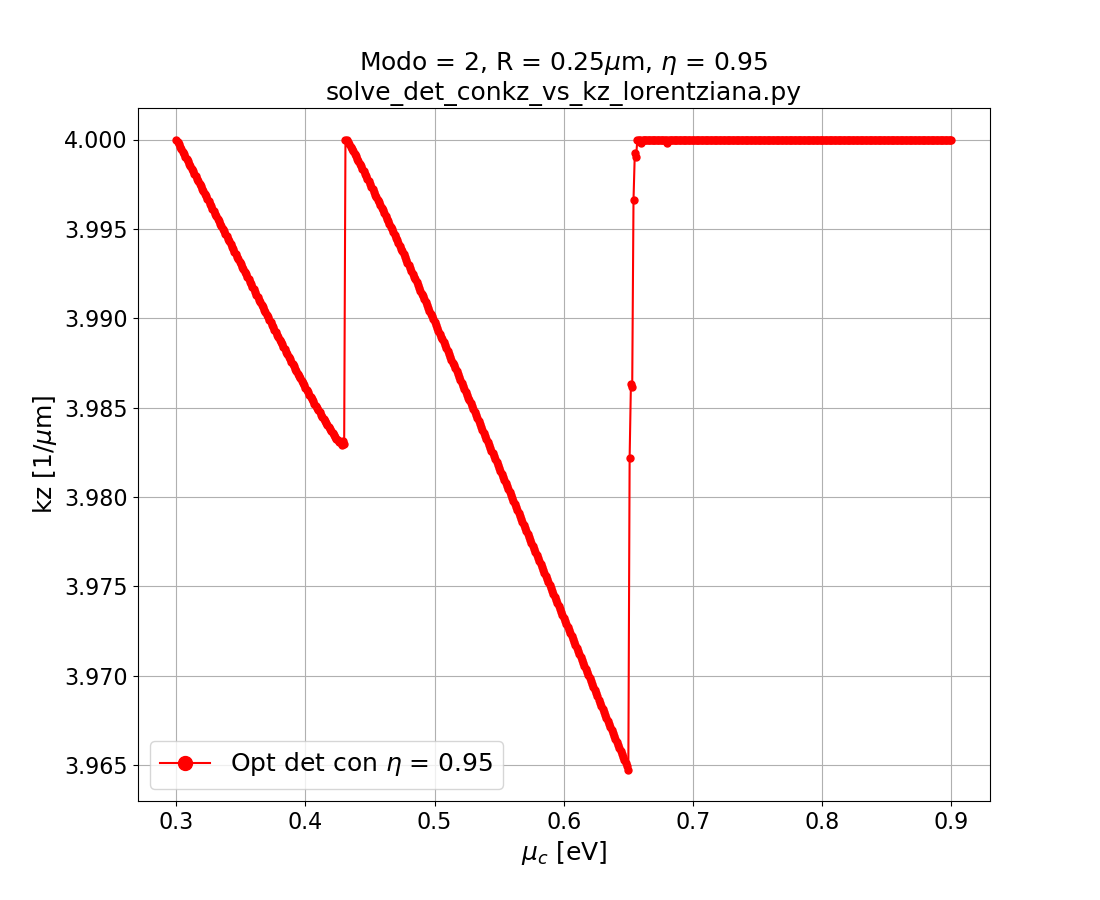 Modo = 2, R = 0.25μm, η = 0.95
solve_det_conkz_vs_kz_lorentziana.py
4.000
3.995
3.990
3.985
3.980
3.975
3.970
3.965
kz [1/μm]
Opt det con η = 0.95
0.3 0.4 0.5 0.6 0.7 0.8 0.9
μc [eV]